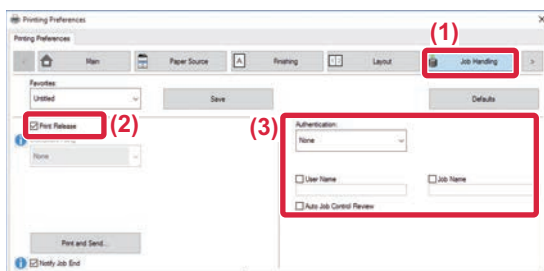 Printing Preferences
Printing Preferences
(1)
Main
Paper Source
Finishing
Layout
Job Handling
Favorites:
Untitled
Save
Defaults
Print Release
(2)
(3)
Authentication:
None
None
User Name
Job Name
Auto Job Control Review
Print and Send...
Notify Job End